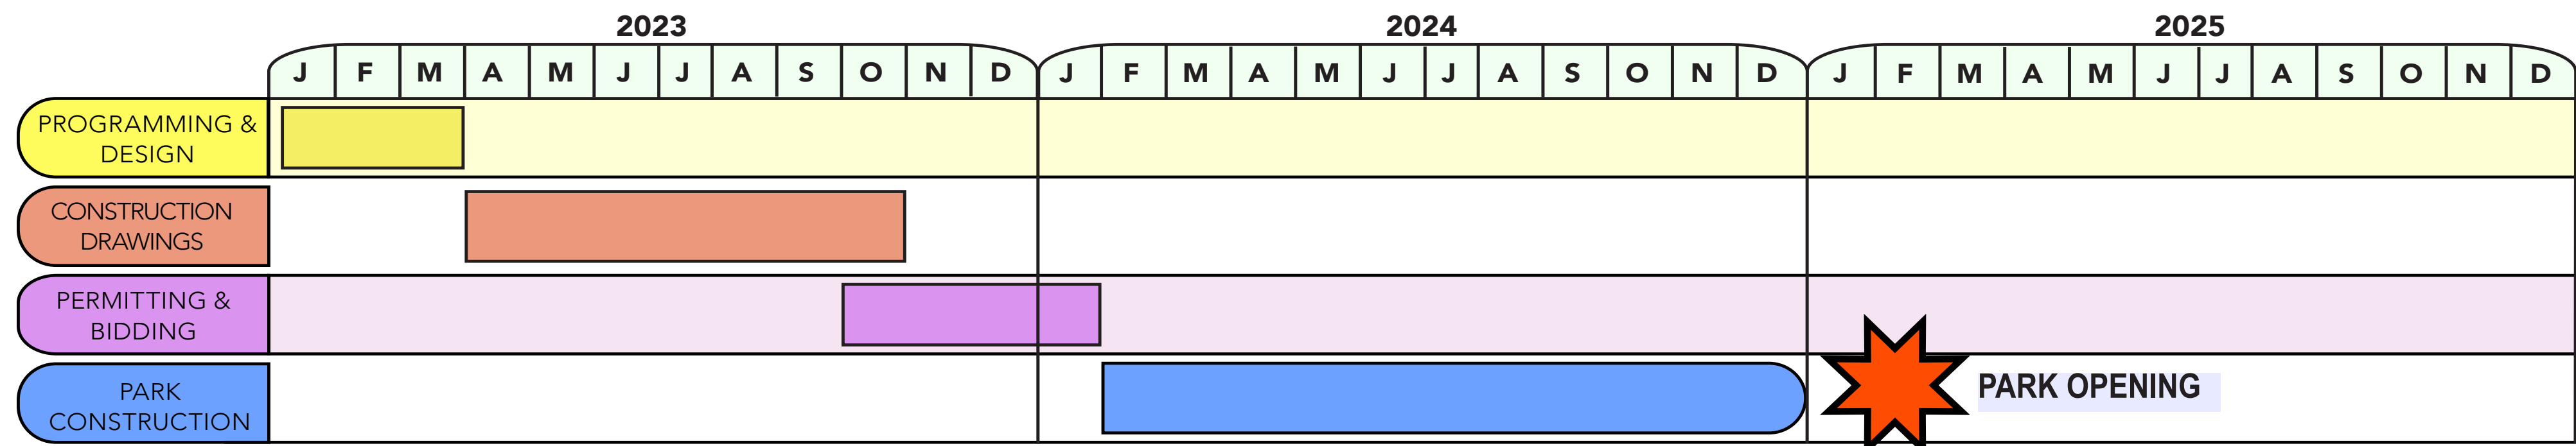 2023 2024 2025
J F M A M J J A S O N D J F M A M J J A S O N D J F M A M J J A S O N D
PROGRAMMING &
DESIGN
CONSTRUCTION
DRAWINGS
PERMITTING &
BIDDING
PARK
CONSTRUCTION
PARK OPENING